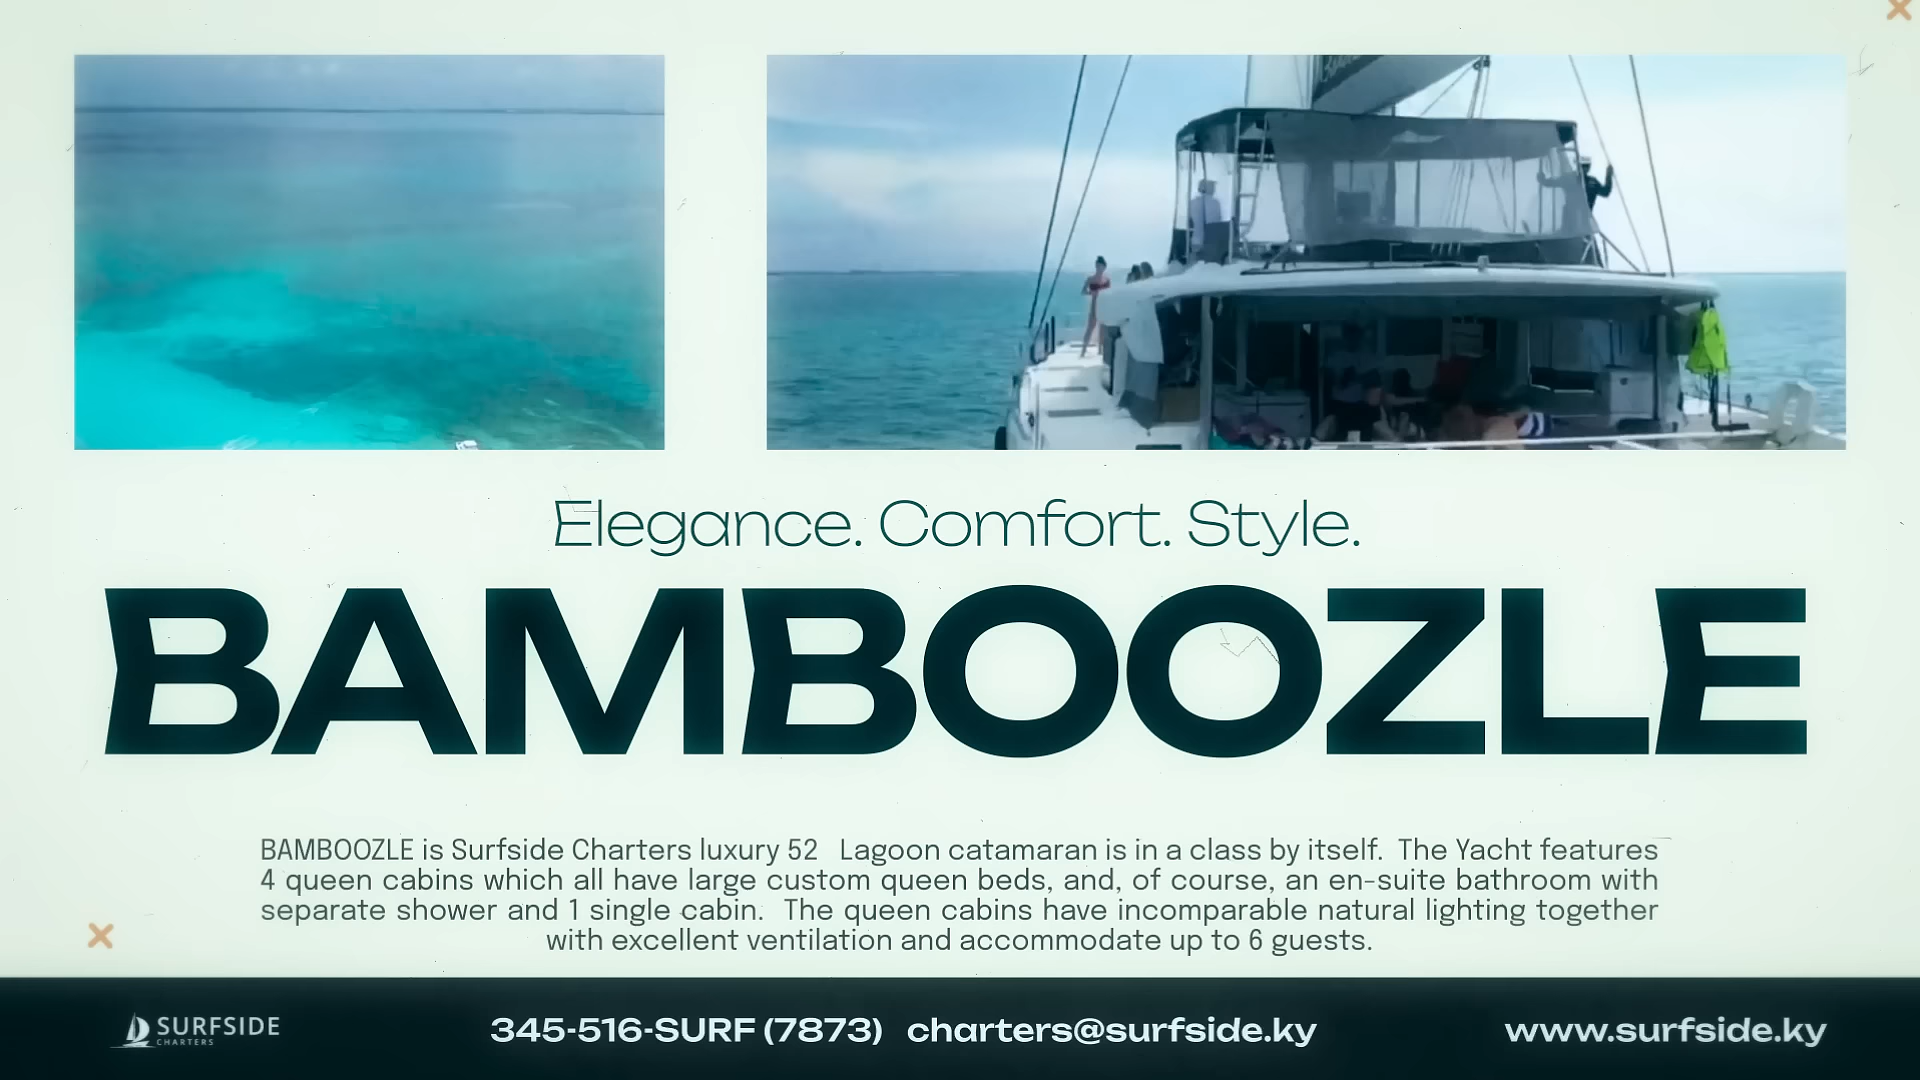 Elegance. Comfort. Style.
BAMBOOZLE
BAMBOOZLE is Surfside Charters luxury 52 Lagoon catamaran is in a class by itself. The Yacht features
4 queen cabins which all have large custom queen beds, and, of course, an en-suite bathroom with
separate shower and 1 single cabin. The queen cabins have incomparable natural lighting together
with excellent ventilation and accommodate up to 6 guests.
SURFSIDE
CHARTERS
345-516-SURF (7873) charters@surfside.ky
www.surfside.ky